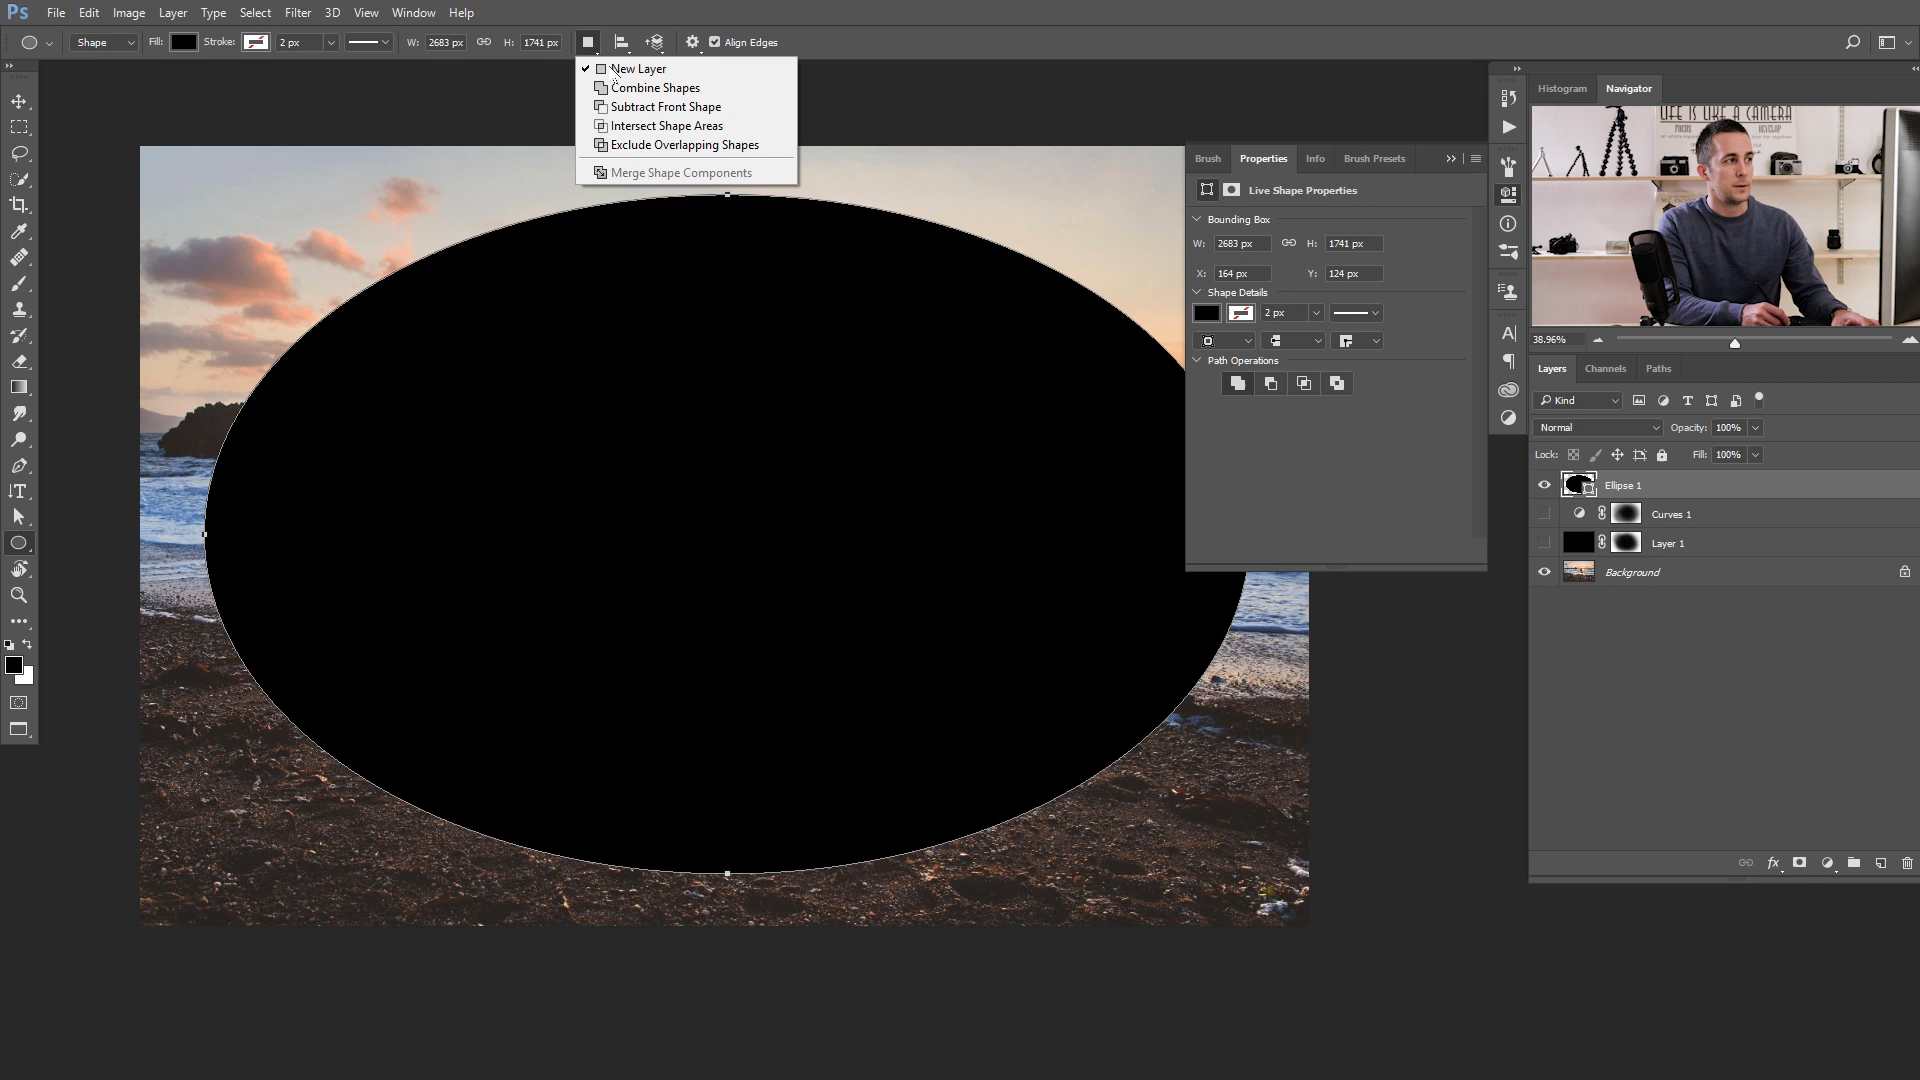 Ps File Edit Image Layer Type Select Filter 3D View Window Help
Shape Fill: Stroke: 2 px W: 2683 px H: 1741 px Align Edges
New Layer
Combine Shapes
Subtract Front Shape
Intersect Shape Areas
Exclude Overlapping Shapes
Merge Shape Components
Brush Properties Info Brush Presets
Live Shape Properties
Bounding Box
W: 2683 px H: 1741 px
X: 164 px Y: 124 px
Shape Details
2 px
Path Operations
Histogram Navigator
LIFE IS LIKE A CAMERA
38.96%
Layers Channels Paths
Kind
Normal Opacity: 100%
Lock: Fill: 100%
Ellipse 1
Curves 1
Layer 1
Background